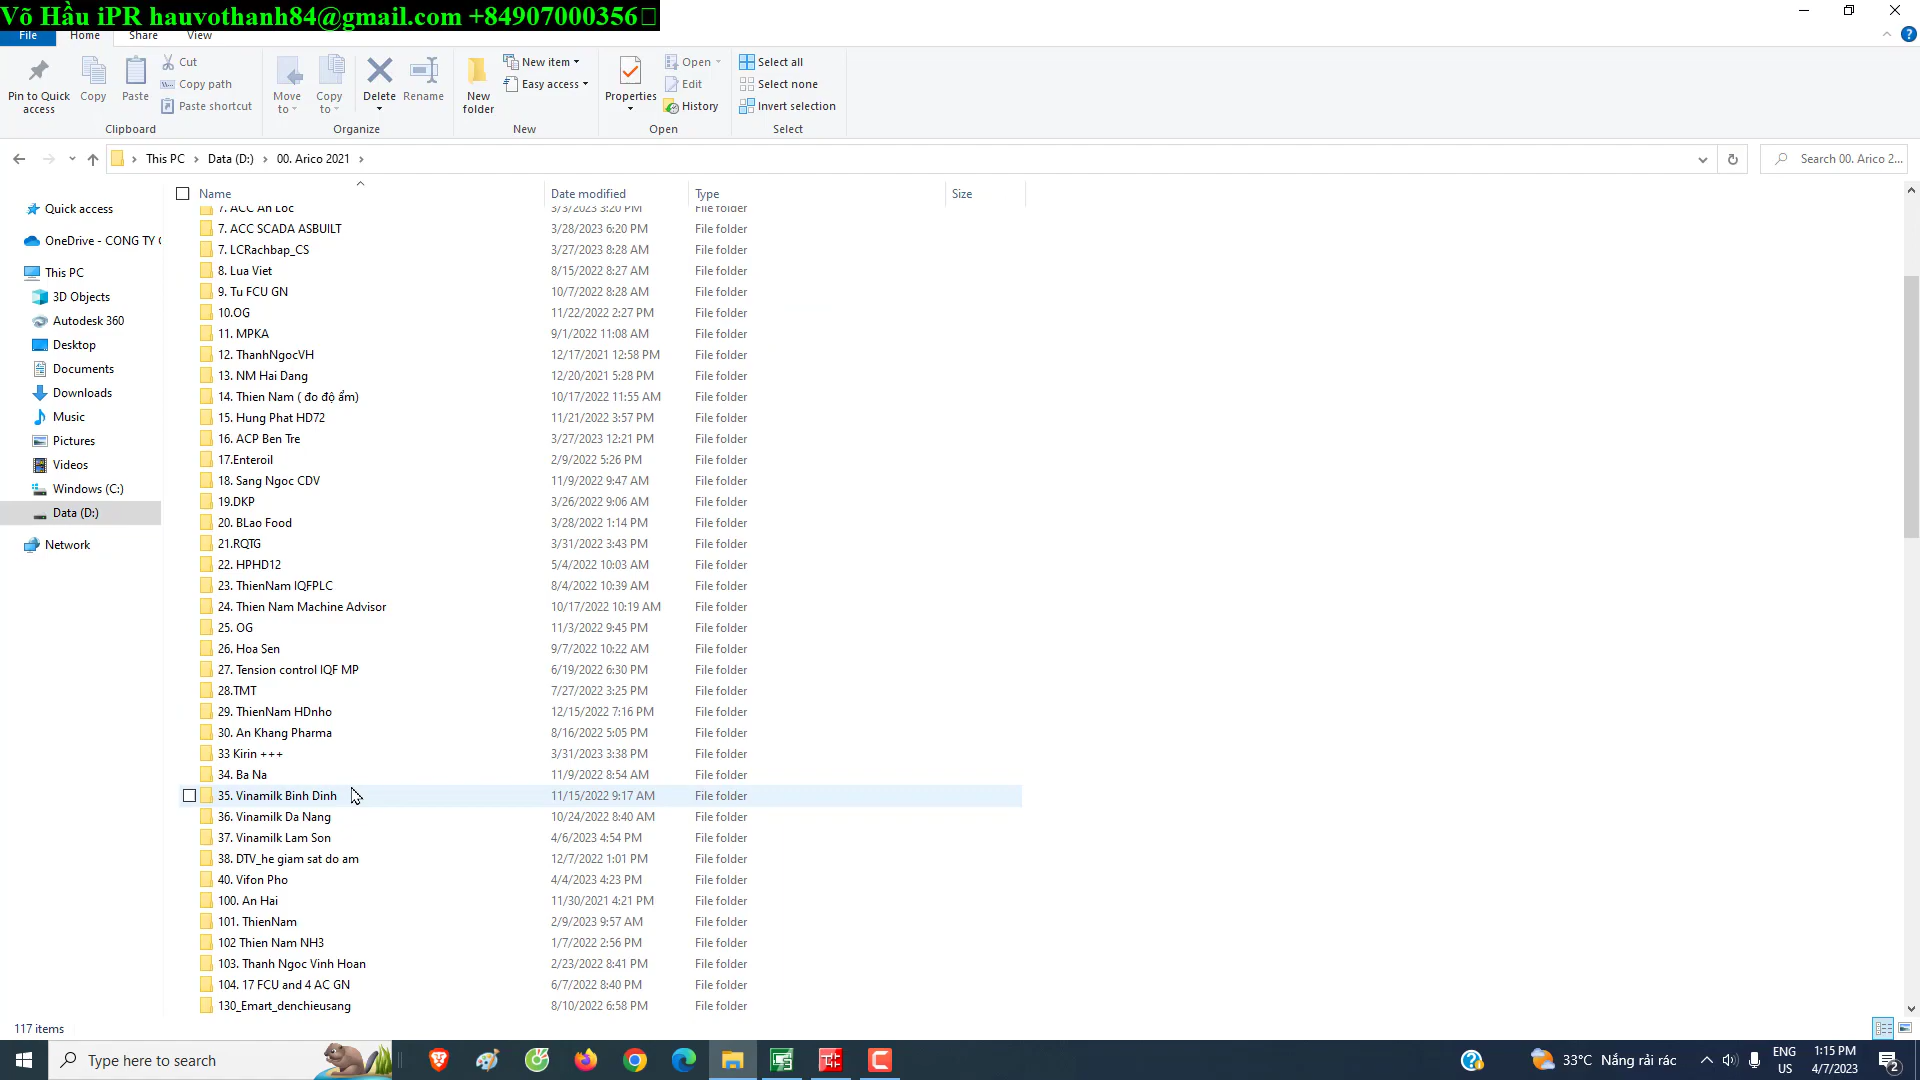 Võ Hầu iPR hauvothanh84@gmail.com +84907000356
File Home Share View
Pin to Quick access
Copy
Paste
Cut
Copy path
Paste shortcut
Clipboard
Move to
Copy to
Delete
Rename
Organize
New folder
New item
Easy access
New
Properties
Open
Edit
History
Open
Select all
Select none
Invert selection
Select
This PC > Data (D:) > 00. Arico 2021 >
Search 00. Arico 2...
Quick access
OneDrive - CONG TY
This PC
3D Objects
Autodesk 360
Desktop
Documents
Downloads
Music
Pictures
Videos
Windows (C:)
Data (D:)
Network
Name Date modified Type Size
7. ACC An Loc 3/3/2023 3:20 PM File folder
7. ACC SCADA ASBUILT 3/28/2023 6:20 PM File folder
7. LCRachbap_CS 3/27/2023 8:28 AM File folder
8. Lua Viet 8/15/2022 8:27 AM File folder
9. Tu FCU GN 10/7/2022 8:28 AM File folder
10.OG 11/22/2022 2:27 PM File folder
11. MPKA 9/1/2022 11:08 AM File folder
12. ThanhNgocVH 12/17/2021 12:58 PM File folder
13. NM Hai Dang 12/20/2021 5:28 PM File folder
14. Thien Nam ( đo độ ẩm) 10/17/2022 11:55 AM File folder
15. Hung Phat HD72 11/21/2022 3:57 PM File folder
16. ACP Ben Tre 3/27/2023 12:21 PM File folder
17.Enteroil 2/9/2022 5:26 PM File folder
18. Sang Ngoc CDV 11/9/2022 9:47 AM File folder
19.DKP 3/26/2022 9:06 AM File folder
20. BLao Food 3/28/2022 1:14 PM File folder
21.RQTG 3/31/2022 3:43 PM File folder
22. HPHD12 5/4/2022 10:03 AM File folder
23. ThienNam IQFPLC 8/4/2022 10:39 AM File folder
24. Thien Nam Machine Advisor 10/17/2022 10:19 AM File folder
25. OG 11/3/2022 9:45 PM File folder
26. Hoa Sen 9/7/2022 10:22 AM File folder
27. Tension control IQF MP 6/19/2022 6:30 PM File folder
28.TMT 7/27/2022 3:25 PM File folder
29. ThienNam HDnho 12/15/2022 7:16 PM File folder
30. An Khang Pharma 8/16/2022 5:05 PM File folder
33 Kirin +++ 3/31/2023 3:38 PM File folder
34. Ba Na 11/9/2022 8:54 AM File folder
35. Vinamilk Binh Dinh 11/15/2022 9:17 AM File folder
36. Vinamilk Da Nang 10/24/2022 8:40 AM File folder
37. Vinamilk Lam Son 4/6/2023 4:54 PM File folder
38. DTV_he giam sat do am 12/7/2022 1:01 PM File folder
40. Vifon Pho 4/4/2023 4:23 PM File folder
100. An Hai 11/30/2021 4:21 PM File folder
101. ThienNam 2/9/2023 9:57 AM File folder
102 Thien Nam NH3 1/7/2022 2:56 PM File folder
103. Thanh Ngoc Vinh Hoan 2/23/2022 8:41 PM File folder
104. 17 FCU and 4 AC GN 6/7/2022 8:40 PM File folder
130_Emart_denchieusang 8/10/2022 6:58 PM File folder
117 items
Type here to search
33°C Nắng rải rác
ENG US
1:15 PM
4/7/2023
2